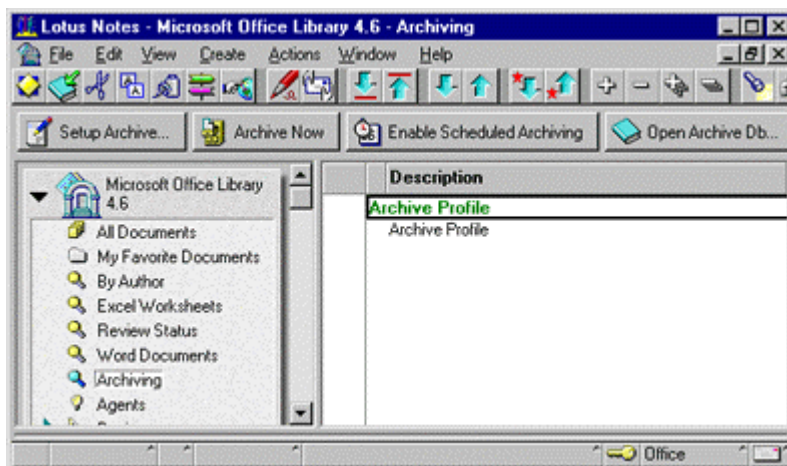 Lotus Notes - Microsoft Office Library 4.6 - Archiving
File Edit View Create Actions Window Help
Setup Archive... Archive Now Enable Scheduled Archiving Open Archive Db...
Microsoft Office Library
4.6
All Documents
My Favorite Documents
By Author
Excel Worksheets
Review Status
Word Documents
Archiving
Agents
Description
Archive Profile
Archive Profile
Office